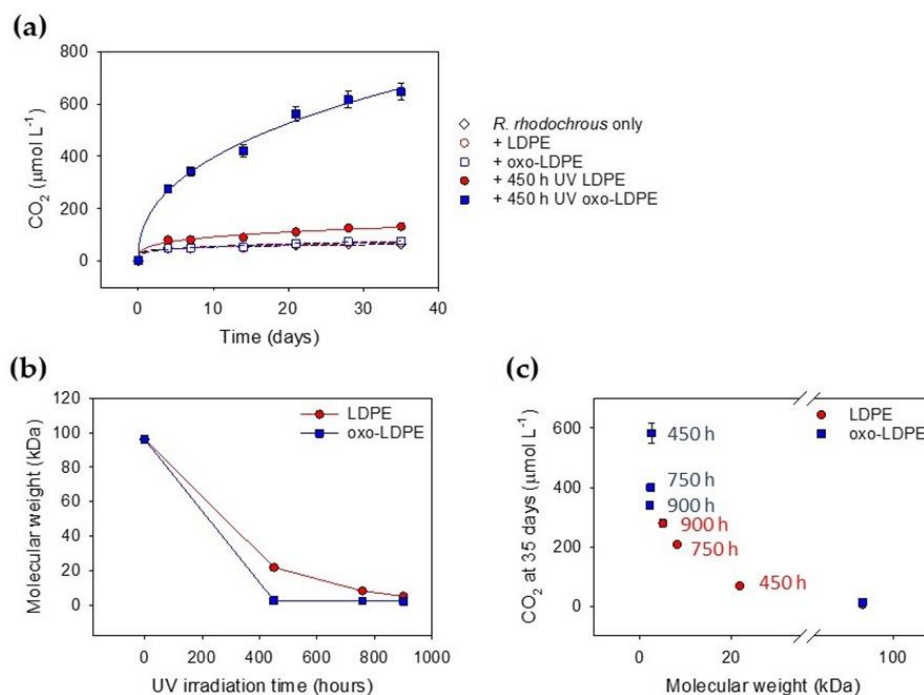 (a)
800
600
400
200
0
CO₂ (μmol L⁻¹)
0 10 20 30 40
Time (days)
R. rhodochrous only
+ LDPE
+ oxo-LDPE
+ 450 h UV LDPE
+ 450 h UV oxo-LDPE
(b)
120
100
80
60
40
20
0
Molecular weight (kDa)
LDPE
oxo-LDPE
0 200 400 600 800 1000
UV irradiation time (hours)
(c)
600
400
200
0
CO₂ at 35 days (μmol L⁻¹)
LDPE
oxo-LDPE
450 h
750 h
900 h
900 h
750 h
450 h
0 20 100
Molecular weight (kDa)